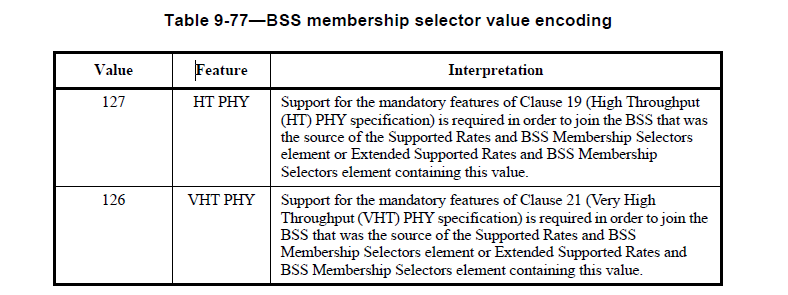 Table 9-77—BSS membership selector value encoding
Value Feature Interpretation
127 HT PHY Support for the mandatory features of Clause 19 (High Throughput
(HT) PHY specification) is required in order to join the BSS that was
the source of the Supported Rates and BSS Membership Selectors
element or Extended Supported Rates and BSS Membership
Selectors element containing this value.
126 VHT PHY Support for the mandatory features of Clause 21 (Very High
Throughput (VHT) PHY specification) is required in order to join the
BSS that was the source of the Supported Rates and BSS
Membership Selectors element or Extended Supported Rates and
BSS Membership Selectors element containing this value.